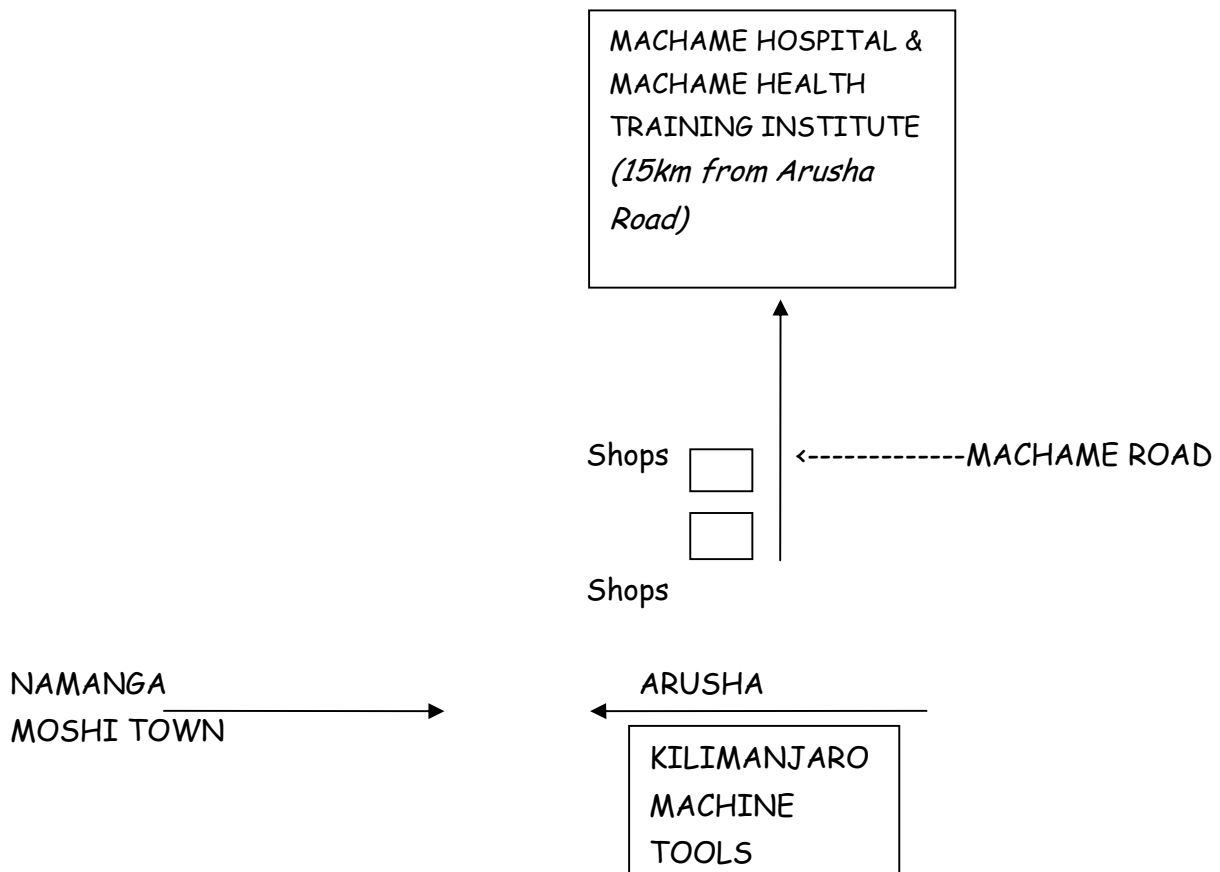 MACHAME HOSPITAL &
MACHAME HEALTH
TRAINING INSTITUTE
(15km from Arusha
Road)
Shops
MACHAME ROAD
Shops
NAMANGA
MOSHI TOWN
ARUSHA
KILIMANJARO
MACHINE
TOOLS